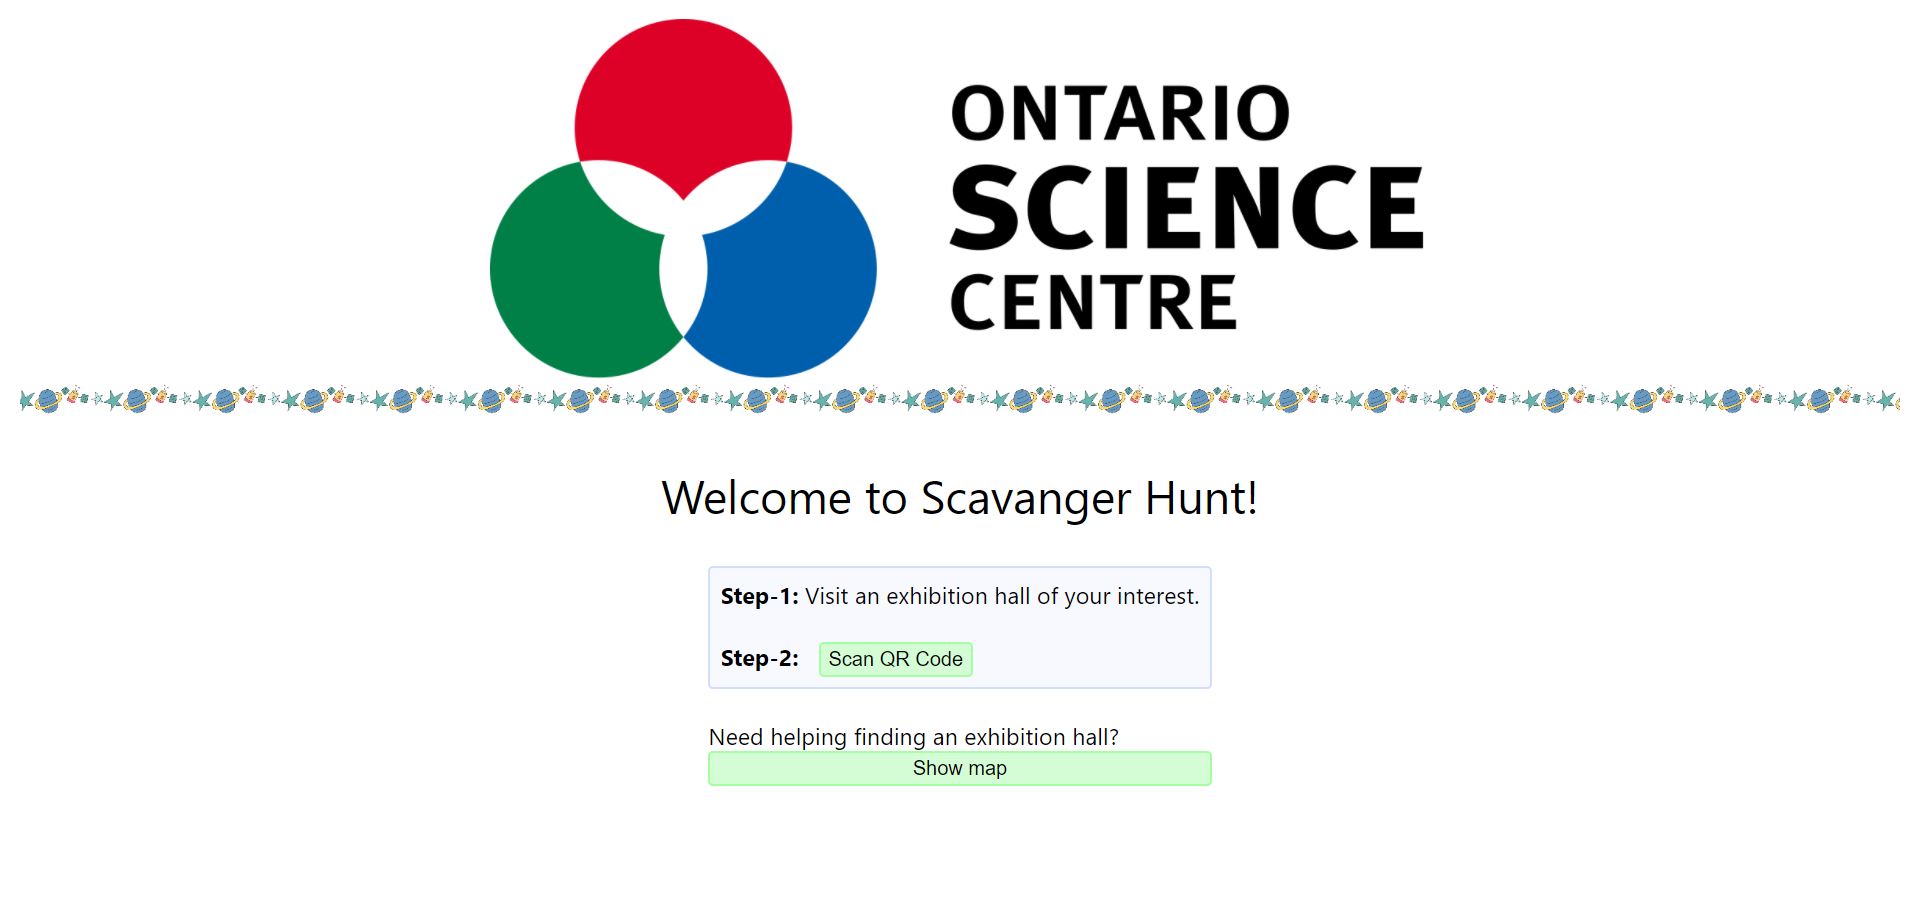 ONTARIO
SCIENCE
CENTRE
Welcome to Scavanger Hunt!
Step-1: Visit an exhibition hall of your interest.
Step-2: Scan QR Code
Need helping finding an exhibition hall?
Show map